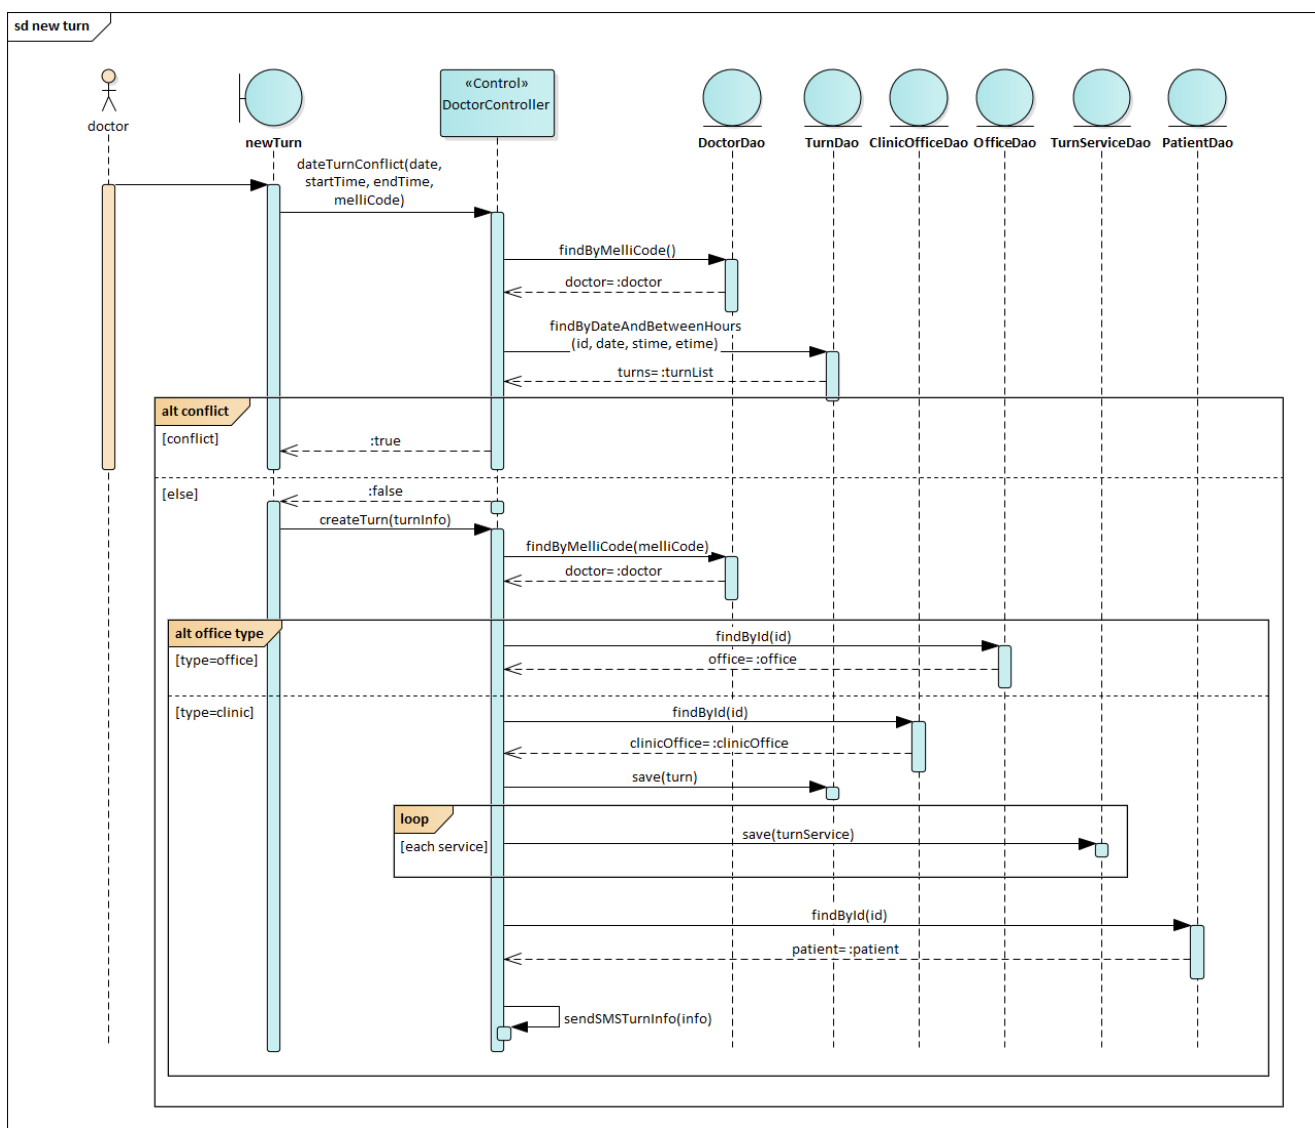 sd new turn
doctor
newTurn
«Control»
DoctorController
DoctorDao
TurnDao
ClinicOfficeDao
OfficeDao
TurnServiceDao
PatientDao
dateTurnConflict(date,
startTime, endTime,
melliCode)
findByMelliCode()
doctor= :doctor
findByDateAndBetweenHours
(id, date, stime, etime)
turns= :turnList
alt conflict
[conflict]
:true
[else]
:false
createTurn(turnInfo)
findByMelliCode(melliCode)
doctor= :doctor
alt office type
[type=office]
findById(id)
office= :office
[type=clinic]
findById(id)
clinicOffice= :clinicOffice
save(turn)
loop
[each service]
save(turnService)
findById(id)
patient= :patient
sendSMSTurnInfo(info)